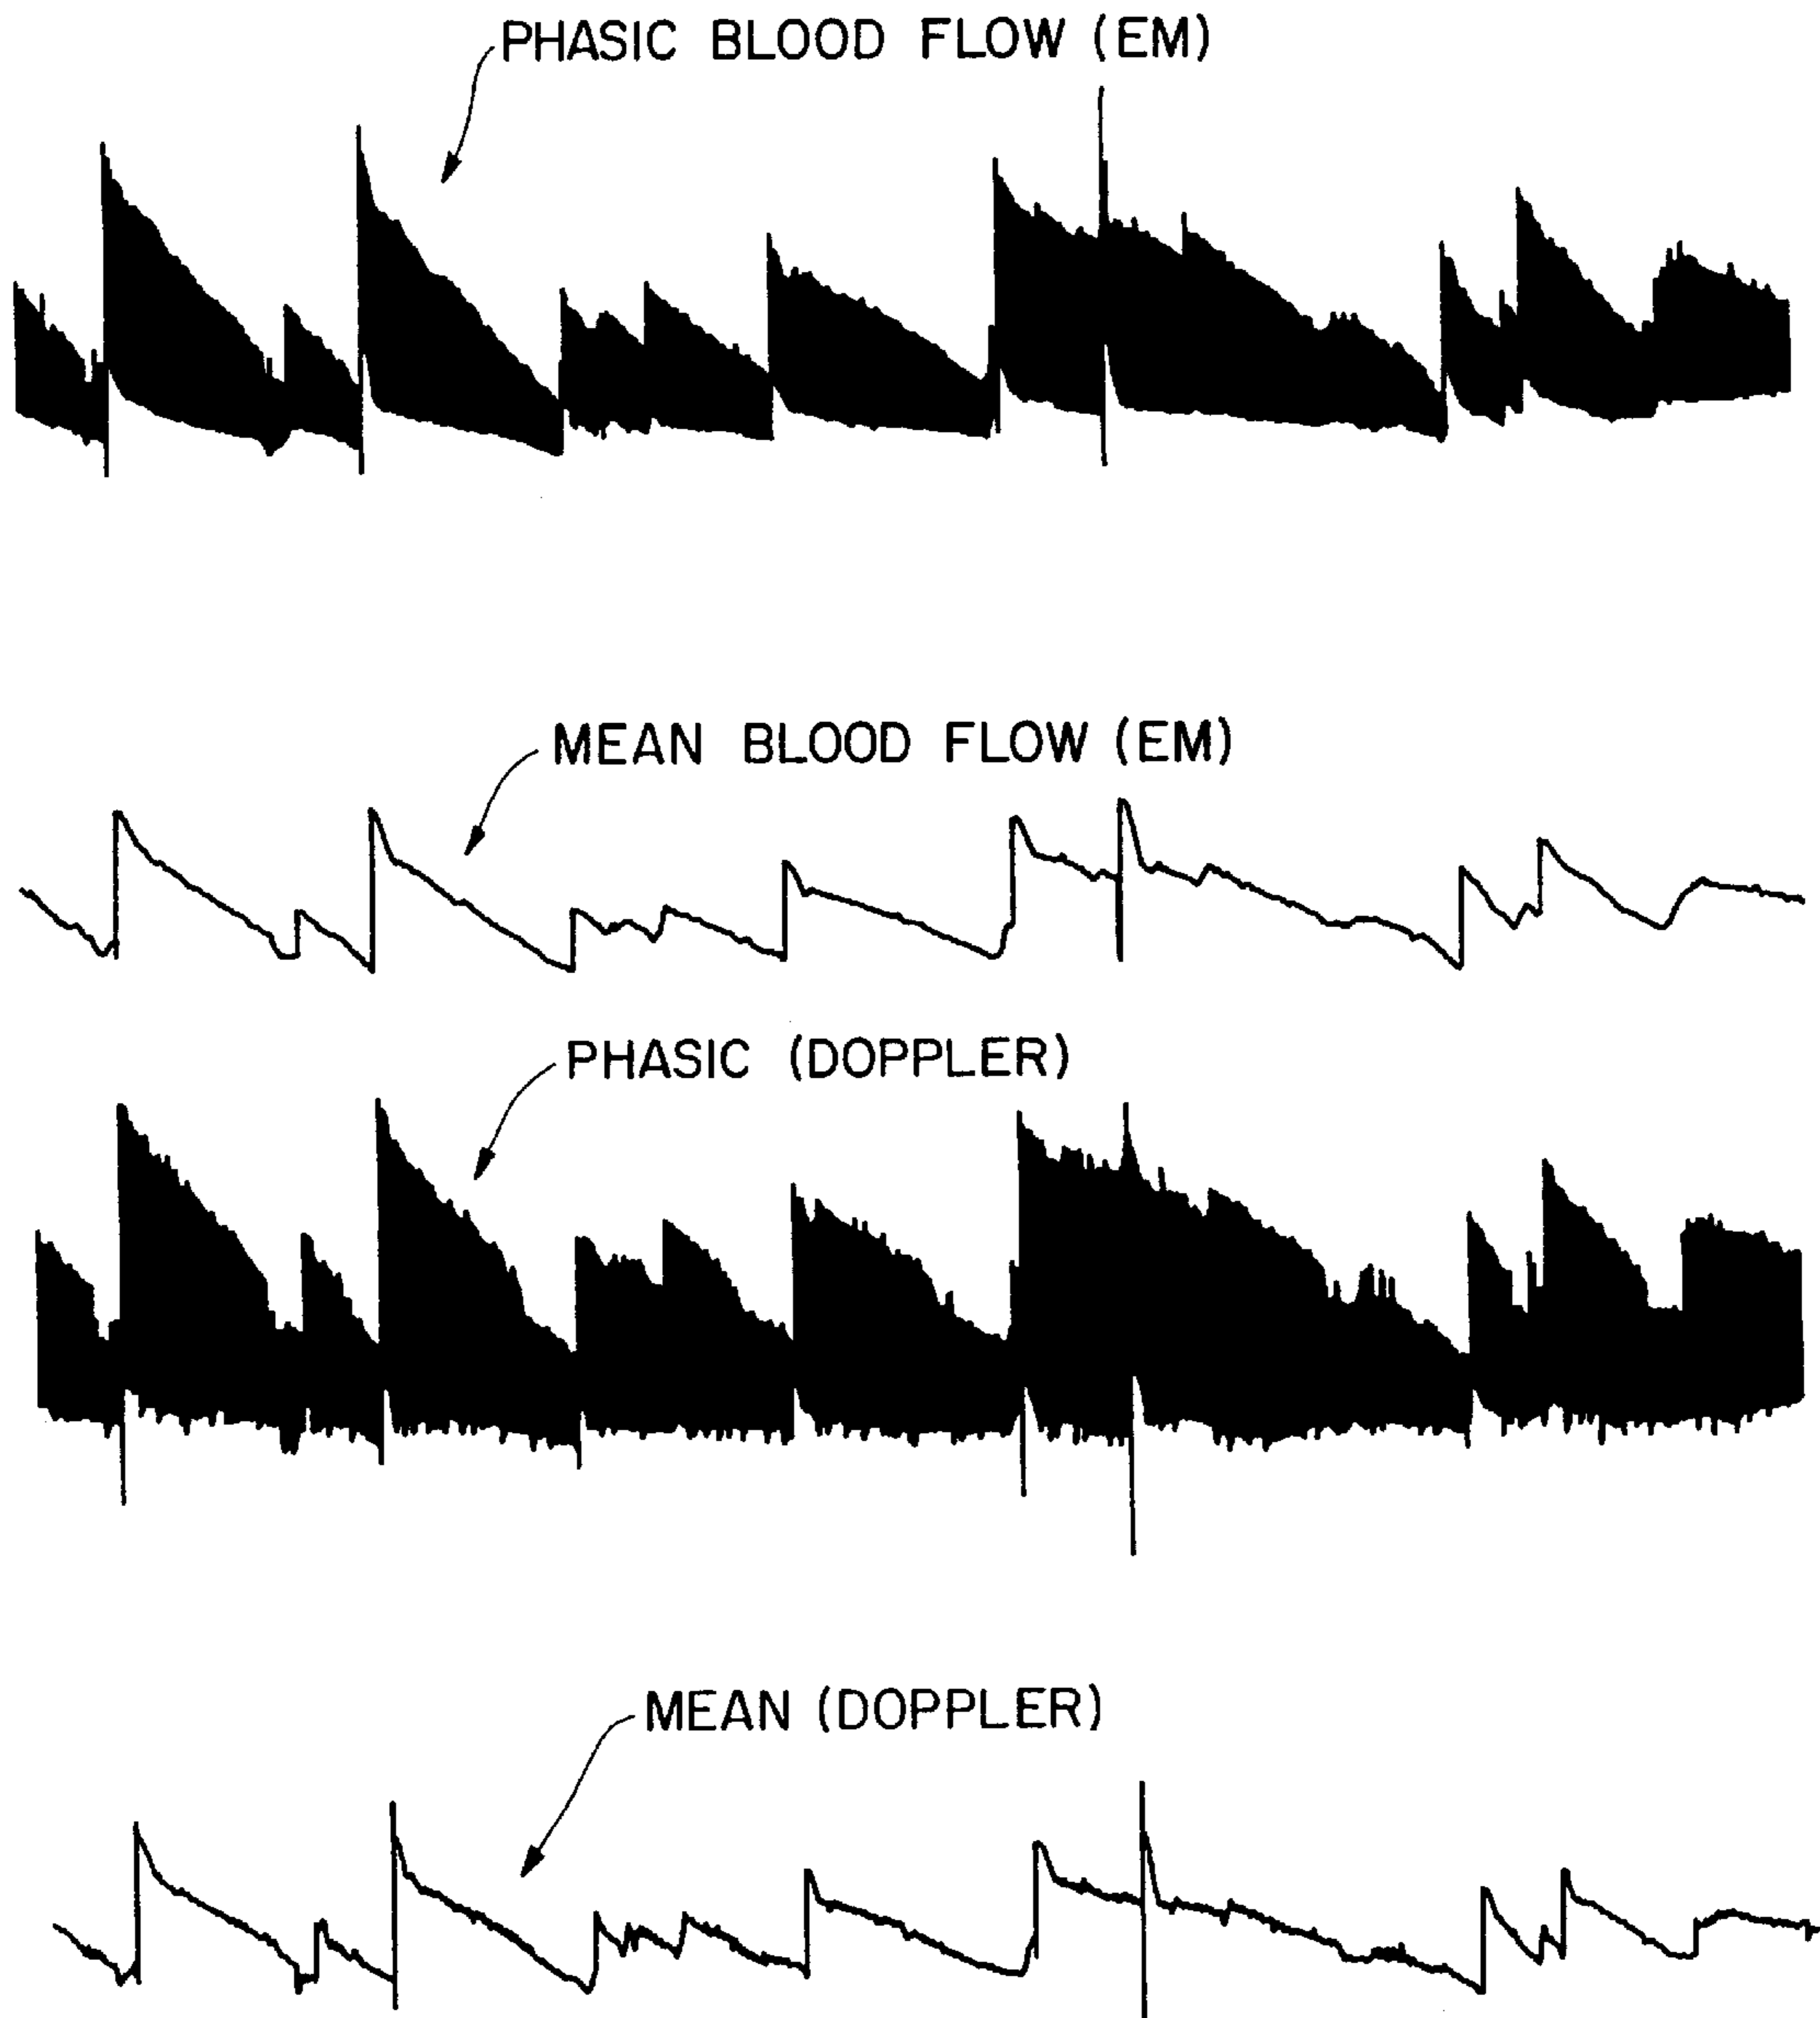 PHASIC BLOOD FLOW (EM)
MEAN BLOOD FLOW (EM)
PHASIC (DOPPLER)
MEAN (DOPPLER)